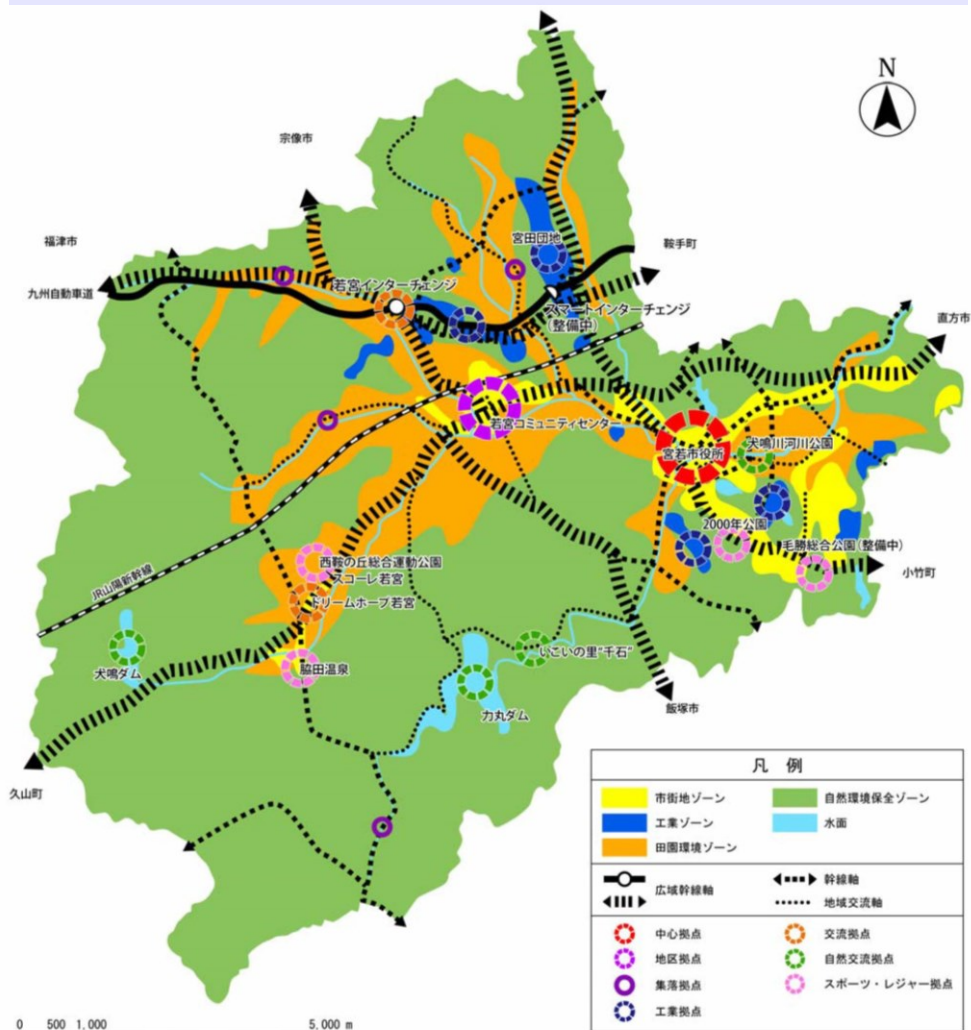 N
宗像市
福津市
鞍手町
宮田団地
九州自動車道
若宮インターチェンジ
スマートインターチェンジ
(整備中)
直方市
若宮コミュニティセンター
宮若市役所
犬鳴川河川公園
2000年公園
毛勝総合公園(整備中)
小竹町
西鞍の丘総合運動公園
スコーレ若宮
ドリームホープ若宮
JR山陽新幹線
犬鳴ダム
脇田温泉
いこいの里"千石"
力丸ダム
飯塚市
久山町
凡 例
市街地ゾーン
自然環境保全ゾーン
工業ゾーン
水面
田園環境ゾーン
広域幹線軸
幹線軸
地域交流軸
中心拠点
交流拠点
地区拠点
自然交流拠点
集落拠点
スポーツ・レジャー拠点
工業拠点
0 500 1,000 5,000 m